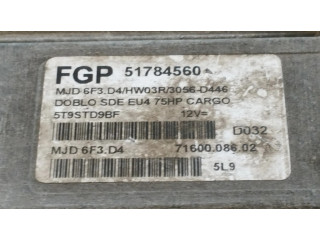 FGP 51784560
MJD 6F3.D4/HW03R/3056-D446
DOBLO SDE EU4 75HP CARGO
5T9STD9BF 12V=
D032
MJD 6F3.D4 71600.086.02
5L9